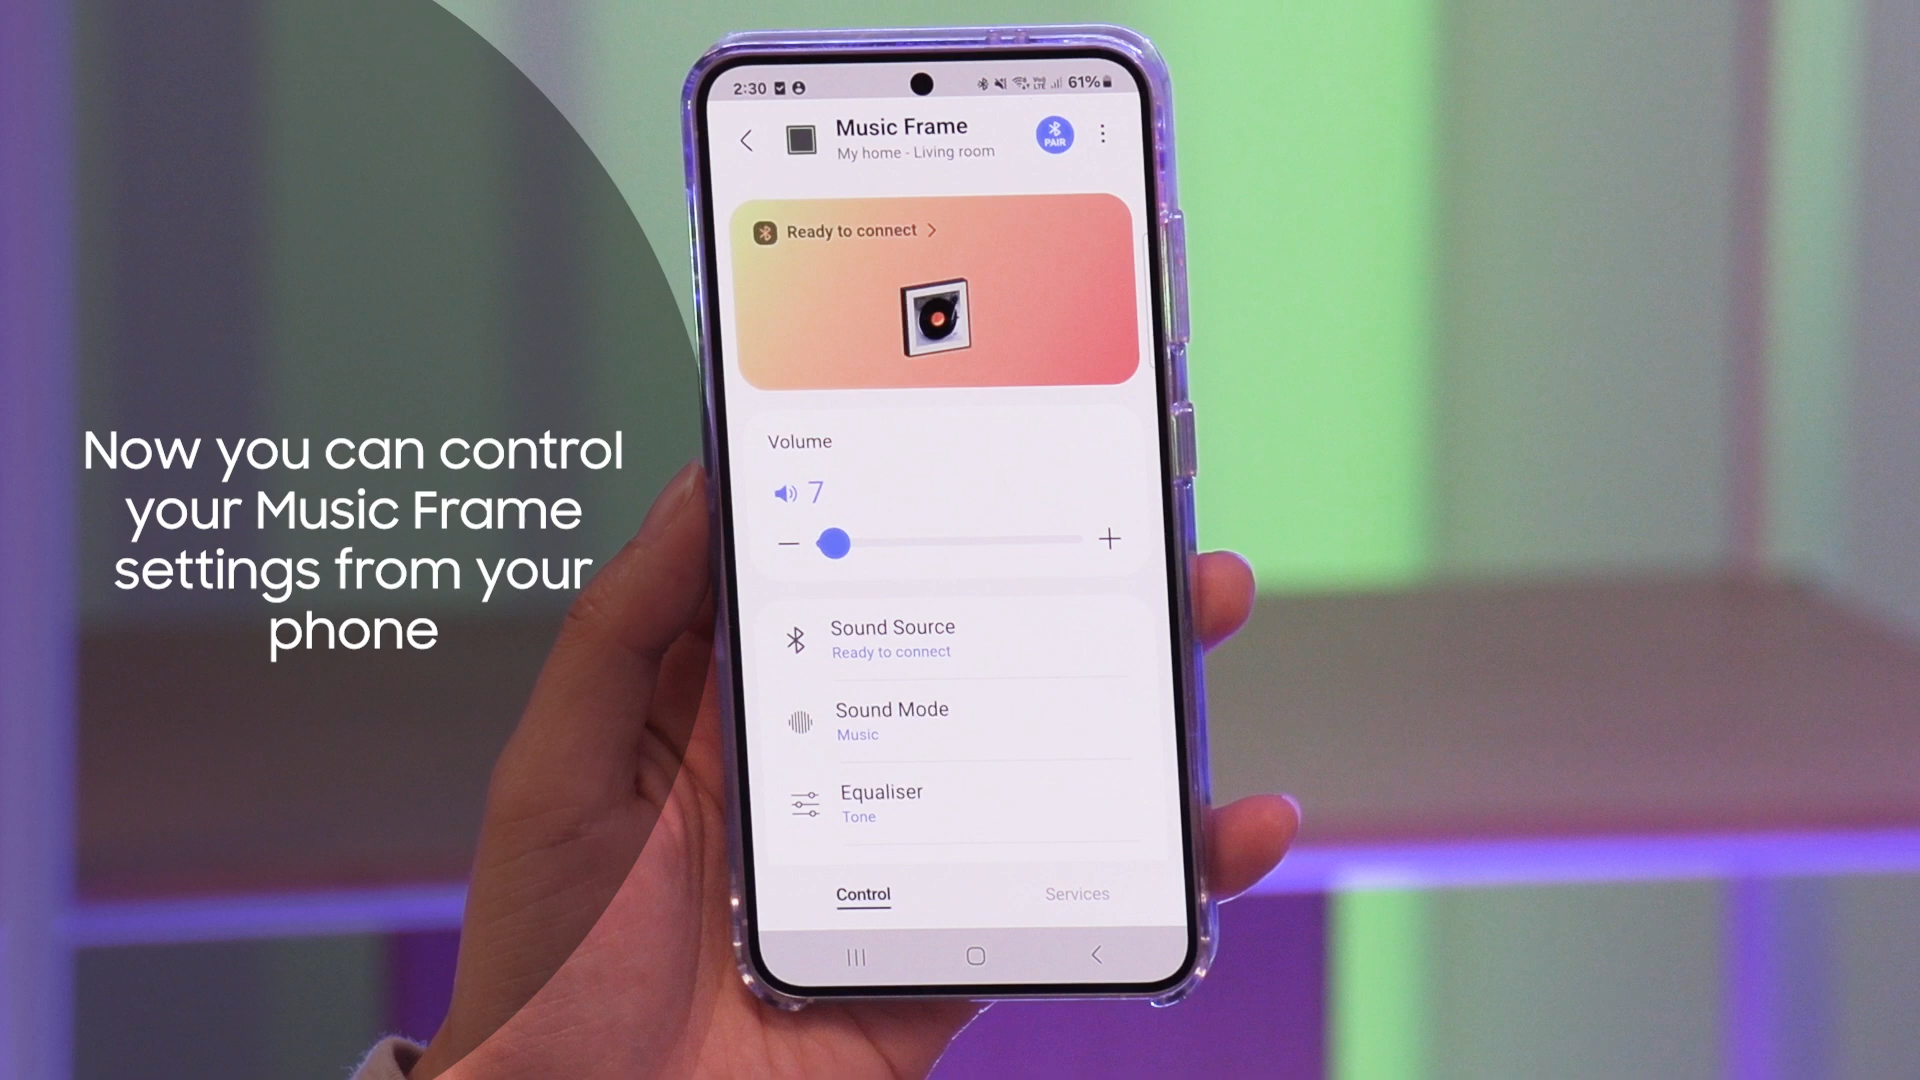 Now you can control
your Music Frame
settings from your
phone
2:30 61%
Music Frame
PAIR
My home - Living room
Ready to connect
Volume
7
Sound Source
Ready to connect
Sound Mode
Music
Equaliser
Tone
Control Services